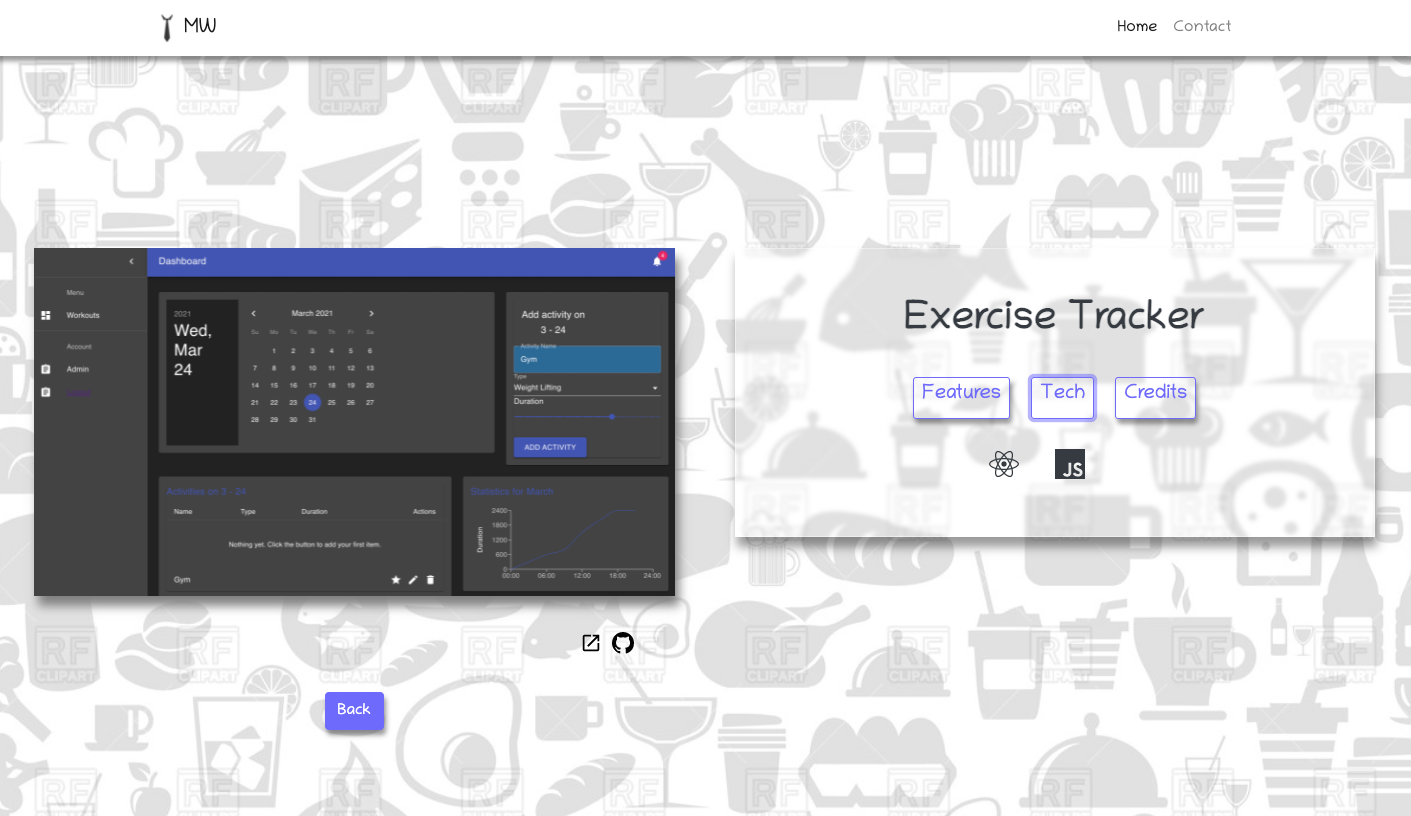 MW
Home
Contact
RF
CLIPART
Dashboard
4
Menu
Workouts
Account
Admin
2021
Wed,
Mar
24
March 2021
Su Mo Tu We Th Fr Sa
1 2 3 4 5 6
7 8 9 10 11 12 13
14 15 16 17 18 19 20
21 22 23 24 25 26 27
28 29 30 31
Add activity on
3 - 24
Activity Name
Gym
Type
Weight Lifting
Duration
ADD ACTIVITY
Activities on 3 - 24
Name Type Duration Actions
Nothing yet. Click the button to add your first item.
Gym
Statistics for March
Duration
2400
1800
1200
600
0
00:00 06:00 12:00 18:00 24:00
Exercise Tracker
Features
Tech
Credits
JS
Back